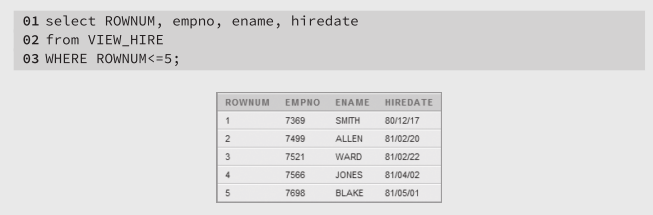 01 select ROWNUM, empno, ename, hiredate
02 from VIEW_HIRE
03 WHERE ROWNUM<=5;
ROWNUM EMPNO ENAME HIREDATE
1 7369 SMITH 80/12/17
2 7499 ALLEN 81/02/20
3 7521 WARD 81/02/22
4 7566 JONES 81/04/02
5 7698 BLAKE 81/05/01